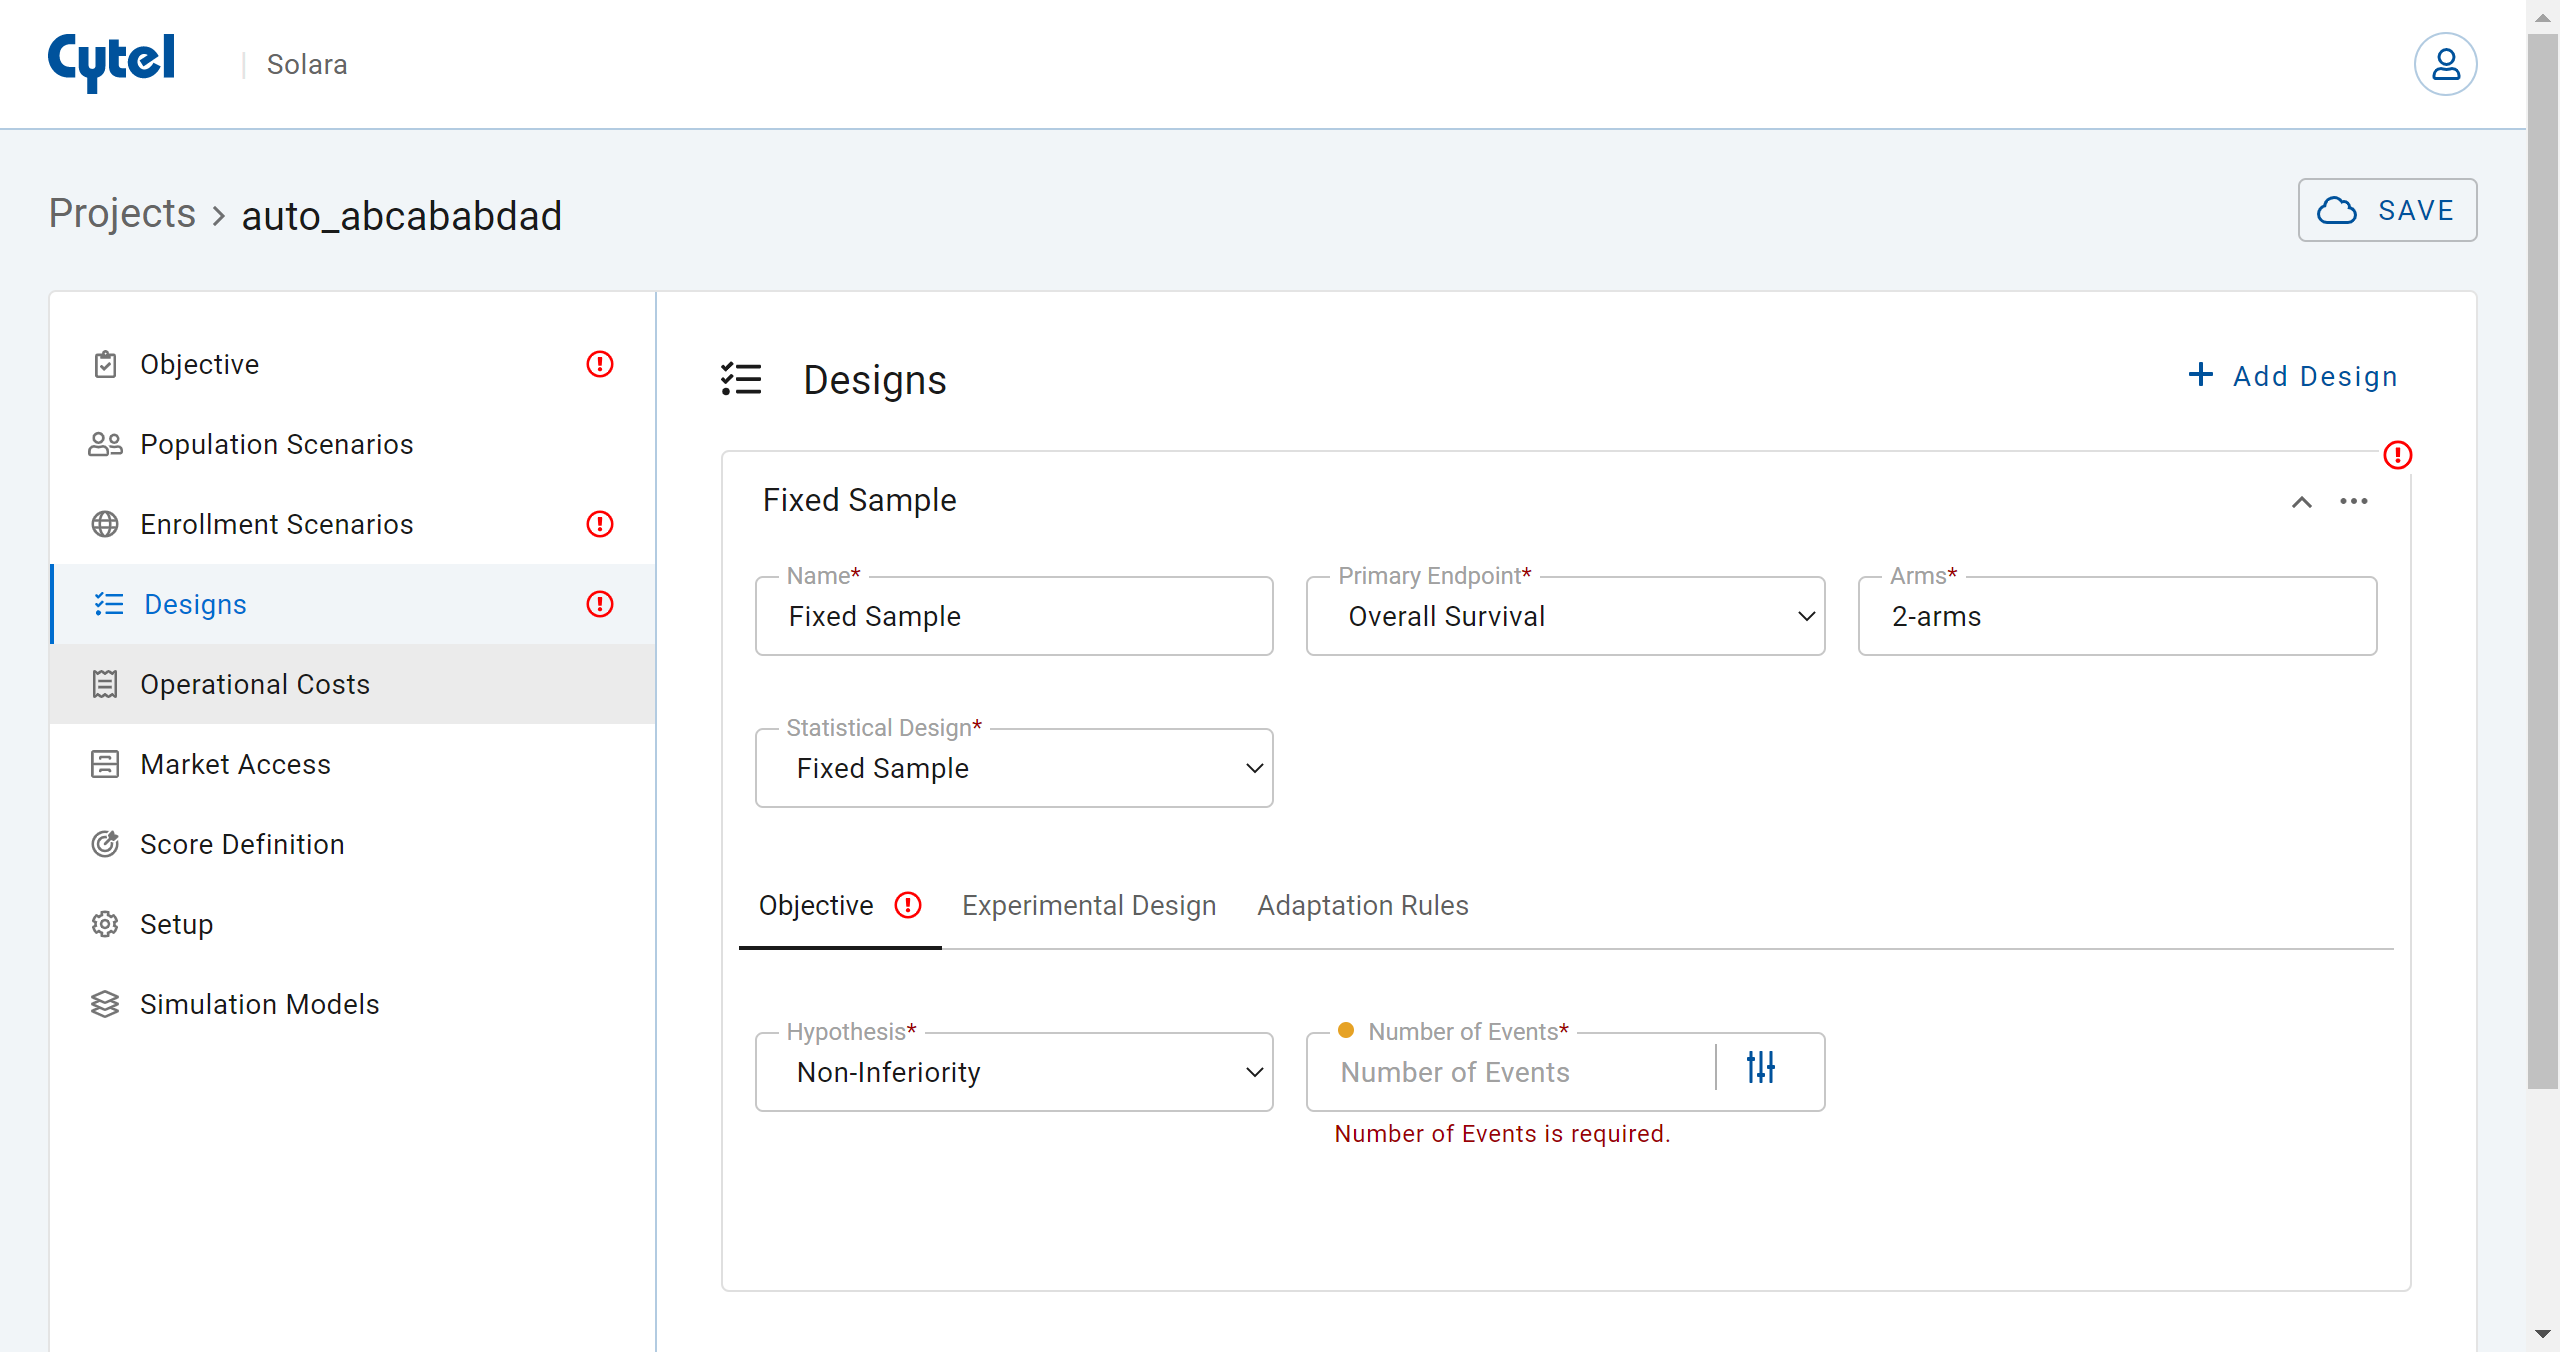 Cytel
Solara
Projects > auto_abcababdad
SAVE
Objective
Population Scenarios
Enrollment Scenarios
Designs
Operational Costs
Market Access
Score Definition
Setup
Simulation Models
Designs
Add Design
Fixed Sample
Name*
Fixed Sample
Primary Endpoint*
Overall Survival
Arms*
2-arms
Statistical Design*
Fixed Sample
Objective
Experimental Design
Adaptation Rules
Hypothesis*
Non-Inferiority
Number of Events*
Number of Events
Number of Events is required.